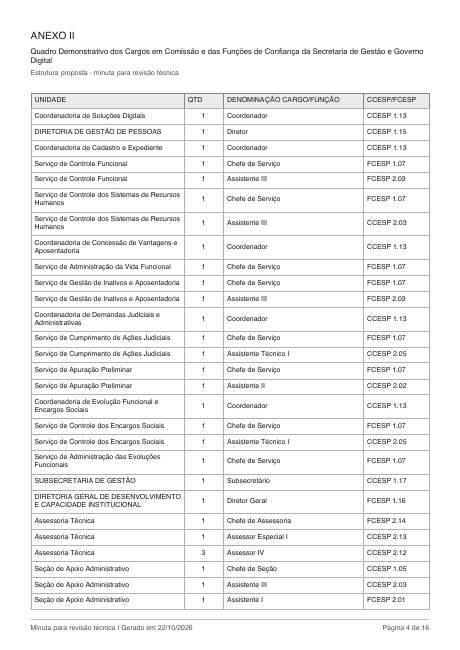 ANEXO II
Quadro Demonstrativo dos Cargos em Comissão e das Funções de Confiança da Secretaria de Gestão e Governo
Digital
Estrutura proposta - minuta para revisão técnica
UNIDADE QTD DENOMINAÇÃO CARGO/FUNÇÃO CCESP/FCESP
Coordenadoria de Soluções Digitais 1 Coordenador CCESP 1.13
DIRETORIA DE GESTÃO DE PESSOAS 1 Diretor CCESP 1.15
Coordenadoria de Cadastro e Expediente 1 Coordenador CCESP 1.13
Serviço de Controle Funcional 1 Chefe de Serviço FCESP 1.07
Serviço de Controle Funcional 1 Assistente III FCESP 2.03
Serviço de Controle dos Sistemas de Recursos
Humanos 1 Chefe de Serviço FCESP 1.07
Serviço de Controle dos Sistemas de Recursos
Humanos 1 Assistente III CCESP 2.03
Coordenadoria de Concessão de Vantagens e
Aposentadoria 1 Coordenador CCESP 1.13
Serviço de Administração da Vida Funcional 1 Chefe de Serviço FCESP 1.07
Serviço de Gestão de Inativos e Aposentadoria 1 Chefe de Serviço FCESP 1.07
Serviço de Gestão de Inativos e Aposentadoria 1 Assistente III FCESP 2.03
Coordenadoria de Demandas Judiciais e
Administrativas 1 Coordenador CCESP 1.13
Serviço de Cumprimento de Ações Judiciais 1 Chefe de Serviço FCESP 1.07
Serviço de Cumprimento de Ações Judiciais 1 Assistente Técnico I CCESP 2.05
Serviço de Apuração Preliminar 1 Chefe de Serviço FCESP 1.07
Serviço de Apuração Preliminar 1 Assistente II CCESP 2.02
Coordenadoria de Evolução Funcional e
Encargos Sociais 1 Coordenador CCESP 1.13
Serviço de Controle dos Encargos Sociais 1 Chefe de Serviço FCESP 1.07
Serviço de Controle dos Encargos Sociais 1 Assistente Técnico I CCESP 2.05
Serviço de Administração das Evoluções
Funcionais 1 Chefe de Serviço FCESP 1.07
SUBSECRETARIA DE GESTÃO 1 Subsecretário CCESP 1.17
DIRETORIA GERAL DE DESENVOLVIMENTO
E CAPACIDADE INSTITUCIONAL 1 Diretor Geral FCESP 1.16
Assessoria Técnica 1 Chefe de Assessoria FCESP 2.14
Assessoria Técnica 1 Assessor Especial I CCESP 2.13
Assessoria Técnica 3 Assessor IV CCESP 2.12
Seção de Apoio Administrativo 1 Chefe de Seção CCESP 1.05
Seção de Apoio Administrativo 1 Assistente III CCESP 2.03
Seção de Apoio Administrativo 1 Assistente I FCESP 2.01
Minuta para revisão técnica | Gerado em 22/10/2026 Página 4 de 16